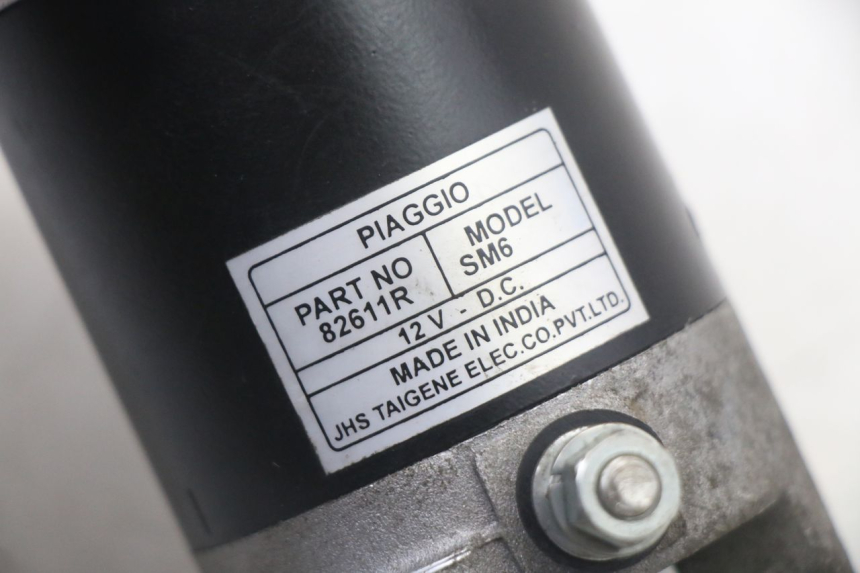 PIAGGIO
PART NO
82611R
MODEL
SM6
12 V - D.C.
MADE IN INDIA
JHS TAIGENE ELEC.CO.PVT.LTD.